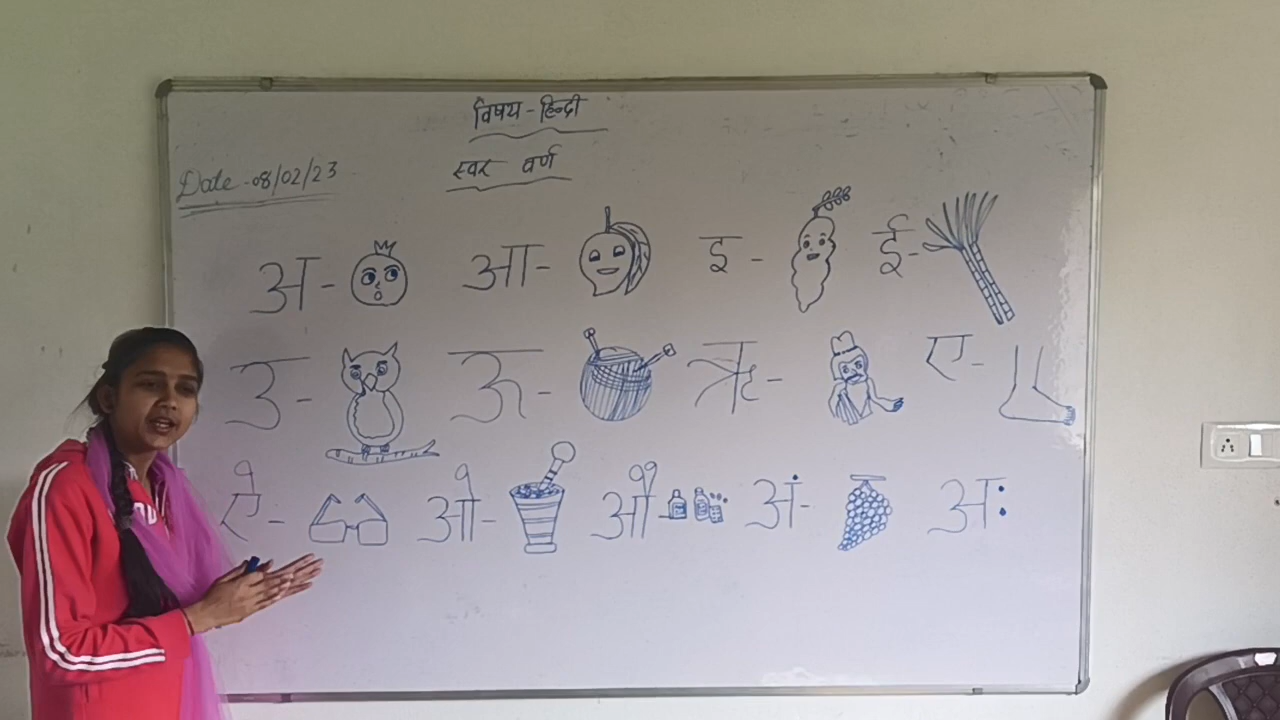 विषय - हिन्दी
स्वर वर्ण
Date - 08/02/23
अ - आ - इ - ई -
उ - ऊ - ऋ - ए -
ऐ - ओ - औ - अं - अः